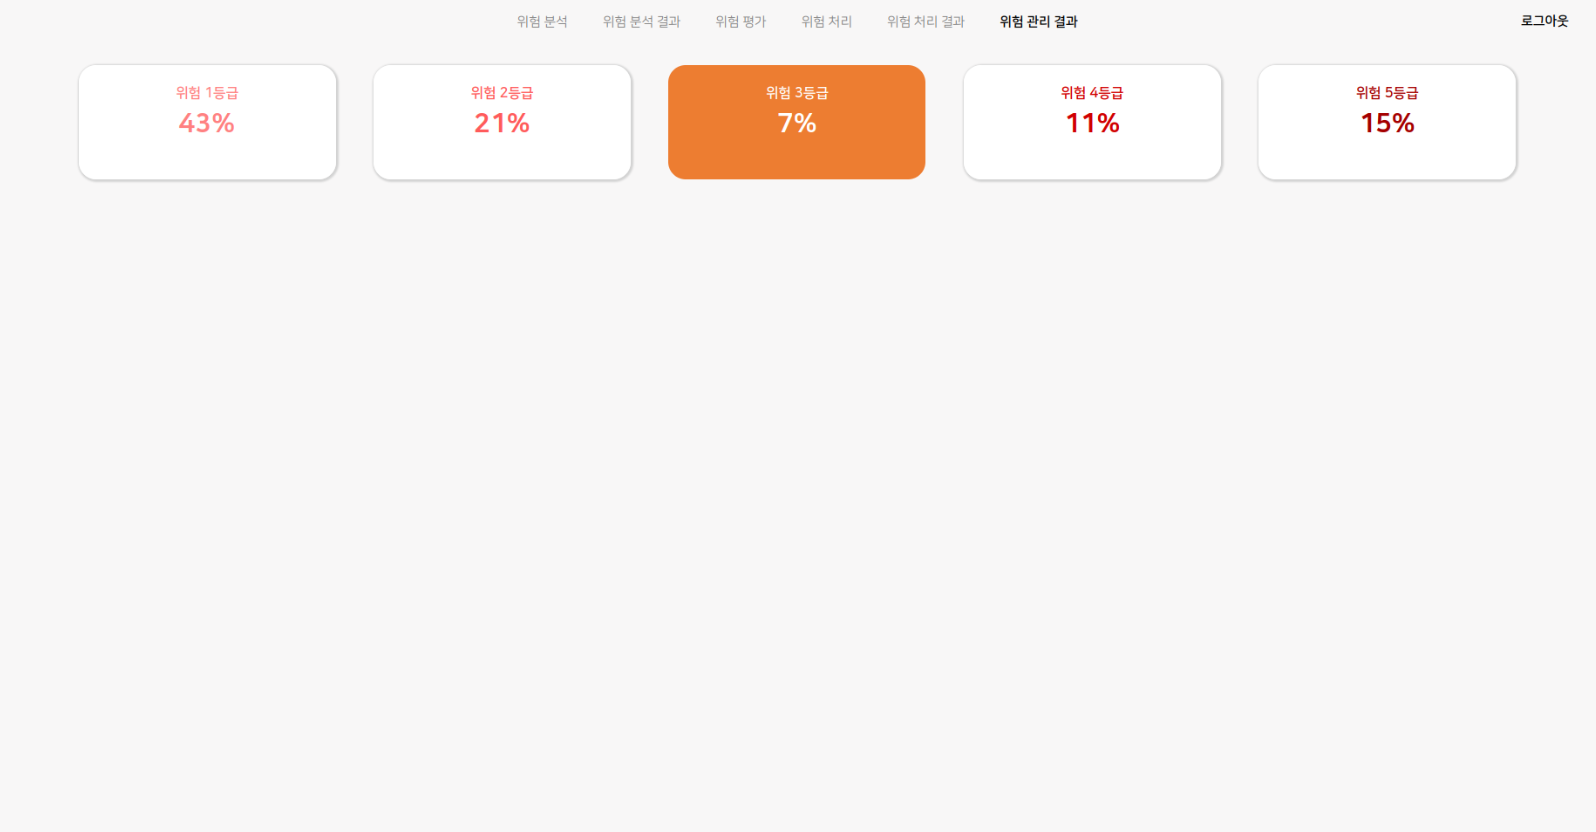 위험 분석 위험 분석 결과 위험 평가 위험 처리 위험 처리 결과 위험 관리 결과 로그아웃
위험 1등급
43%
위험 2등급
21%
위험 3등급
7%
위험 4등급
11%
위험 5등급
15%